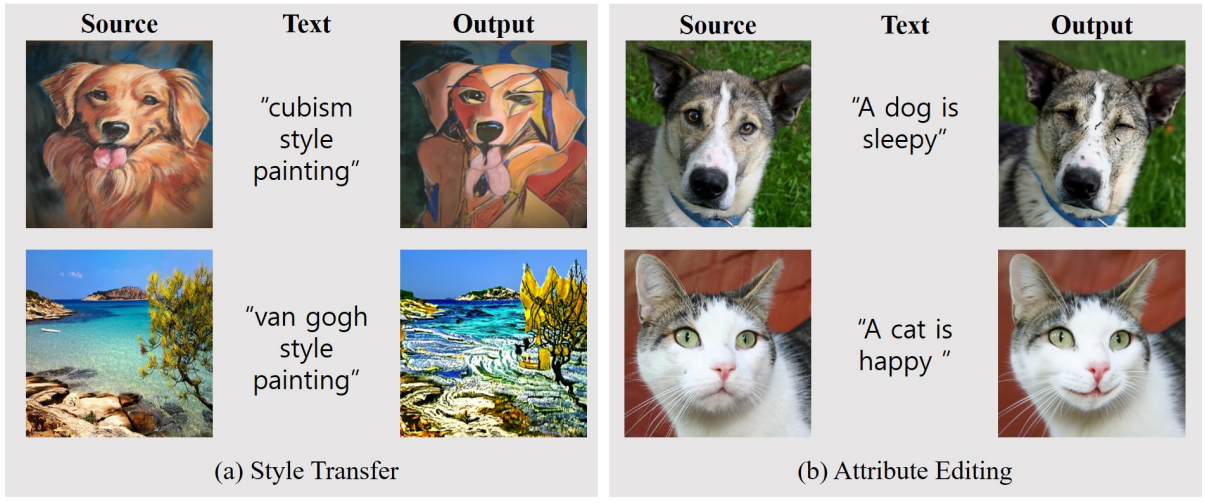 Source Text Output
"cubism
style
painting"
"van gogh
style
painting"
(a) Style Transfer
Source Text Output
"A dog is
sleepy"
"A cat is
happy "
(b) Attribute Editing